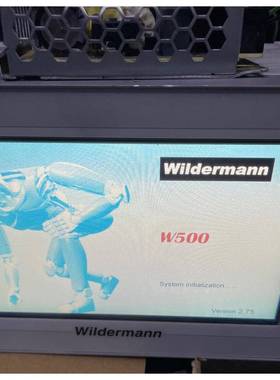 Wildermann
W500
System initialization...
Version 2.75
Wildermann